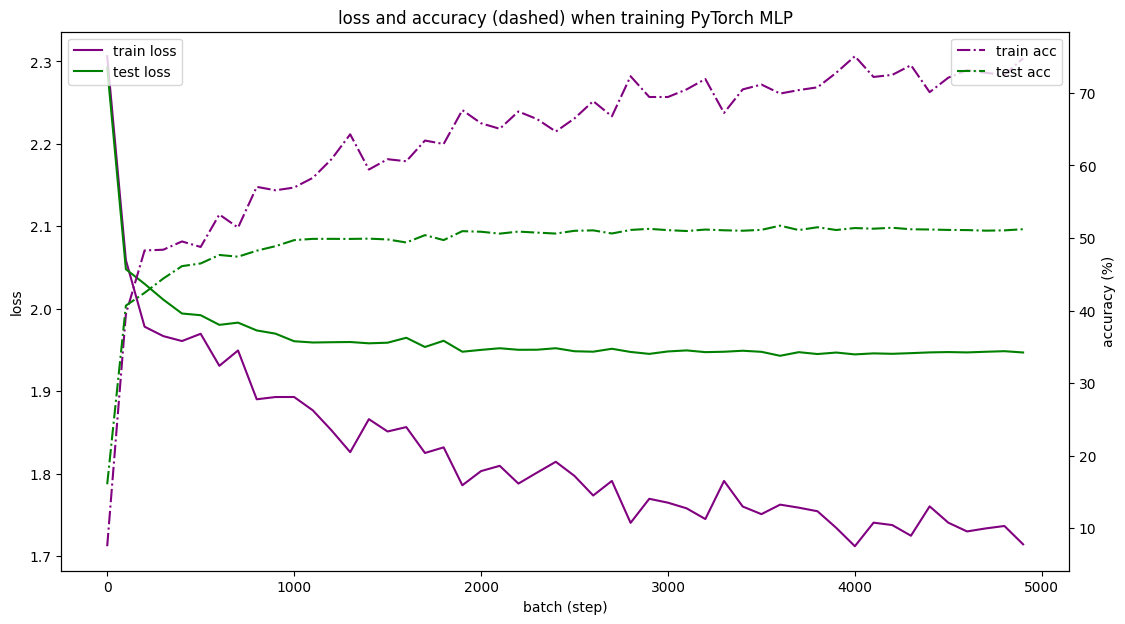 loss and accuracy (dashed) when training PyTorch MLP
train loss
test loss
train acc
test acc
2.3
2.2
2.1
2.0
1.9
1.8
1.7
loss
70
60
50
40
30
20
10
accuracy (%)
0
1000
2000
3000
4000
5000
batch (step)